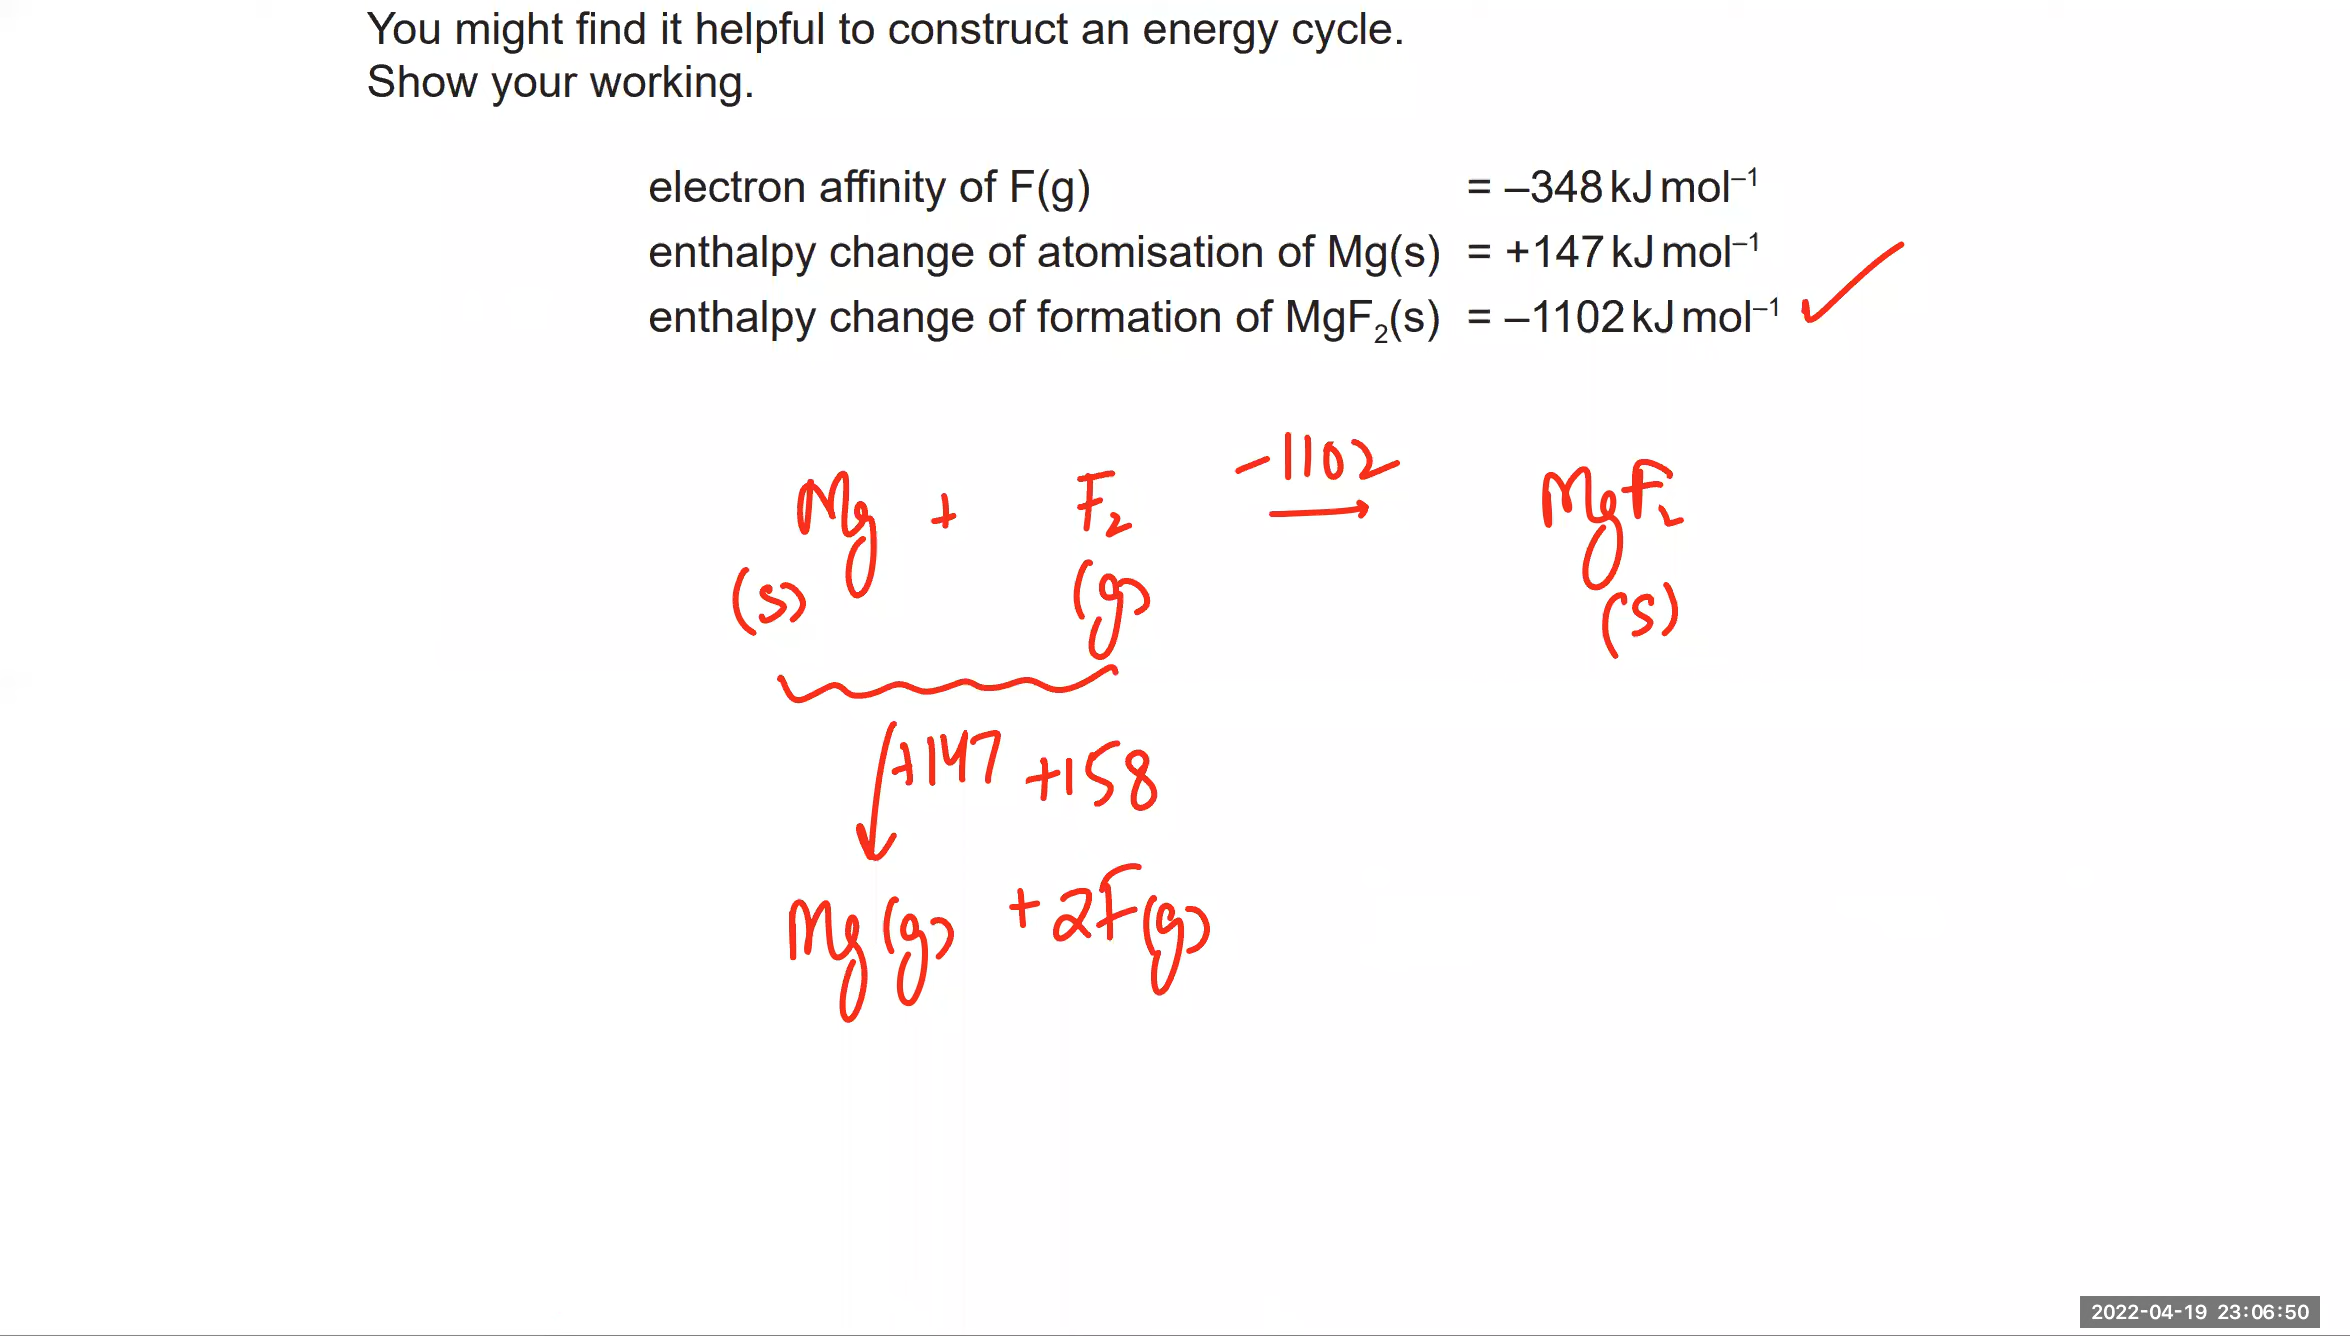 You might find it helpful to construct an energy cycle.
Show your working.
electron affinity of F(g) = –348 kJ mol⁻¹
enthalpy change of atomisation of Mg(s) = +147 kJ mol⁻¹
enthalpy change of formation of MgF₂(s) = –1102 kJ mol⁻¹
-1102
Mg + F₂ → MgF₂
(s) (g) (s)
+147 +158
Mg(g) + 2F(g)
2022-04-19 23:06:50